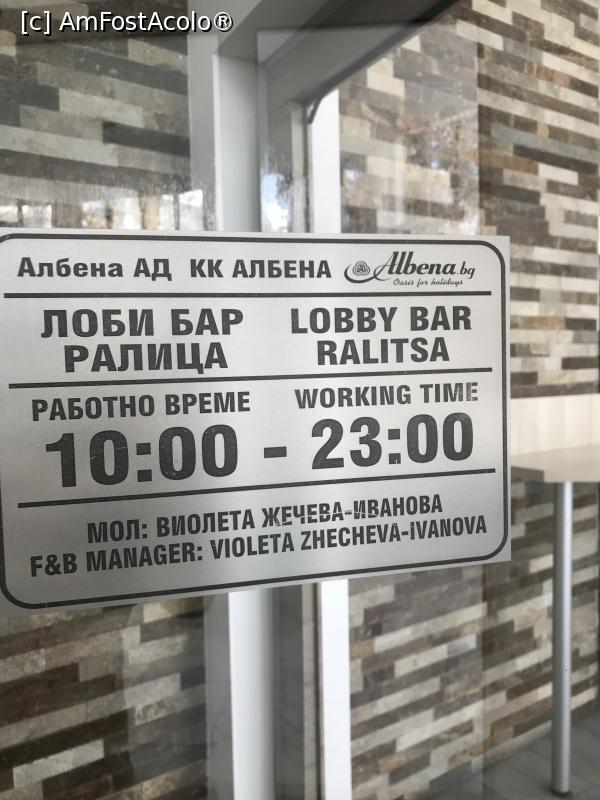 [c] AmFostAcolo®
Албена АД КК АЛБЕНА Albena.bg
Oasis for holidays
ЛОБИ БАР LOBBY BAR
РАЛИЦА RALITSA
РАБОТНО ВРЕМЕ WORKING TIME
10:00 - 23:00
МОЛ: ВИОЛЕТА ЖЕЧЕВА-ИВАНОВА
F&B MANAGER: VIOLETA ZHECHEVA-IVANOVA